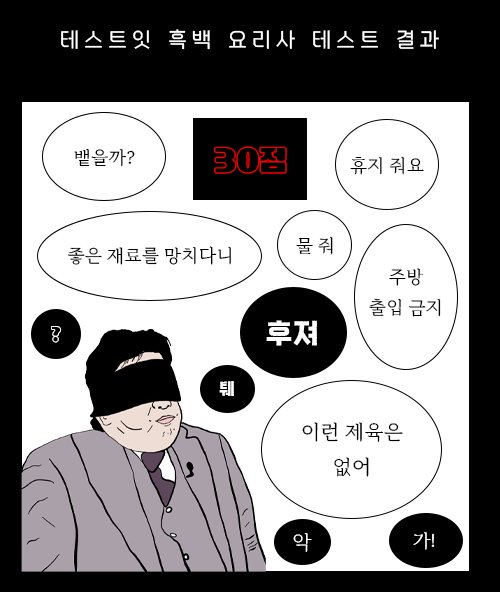 테스트잇 흑백 요리사 테스트 결과
뱉을까?
30점
휴지 줘요
좋은 재료를 망치다니
물 줘
주방
출입 금지
?
후져
퉤
이런 제육은
없어
악
가!